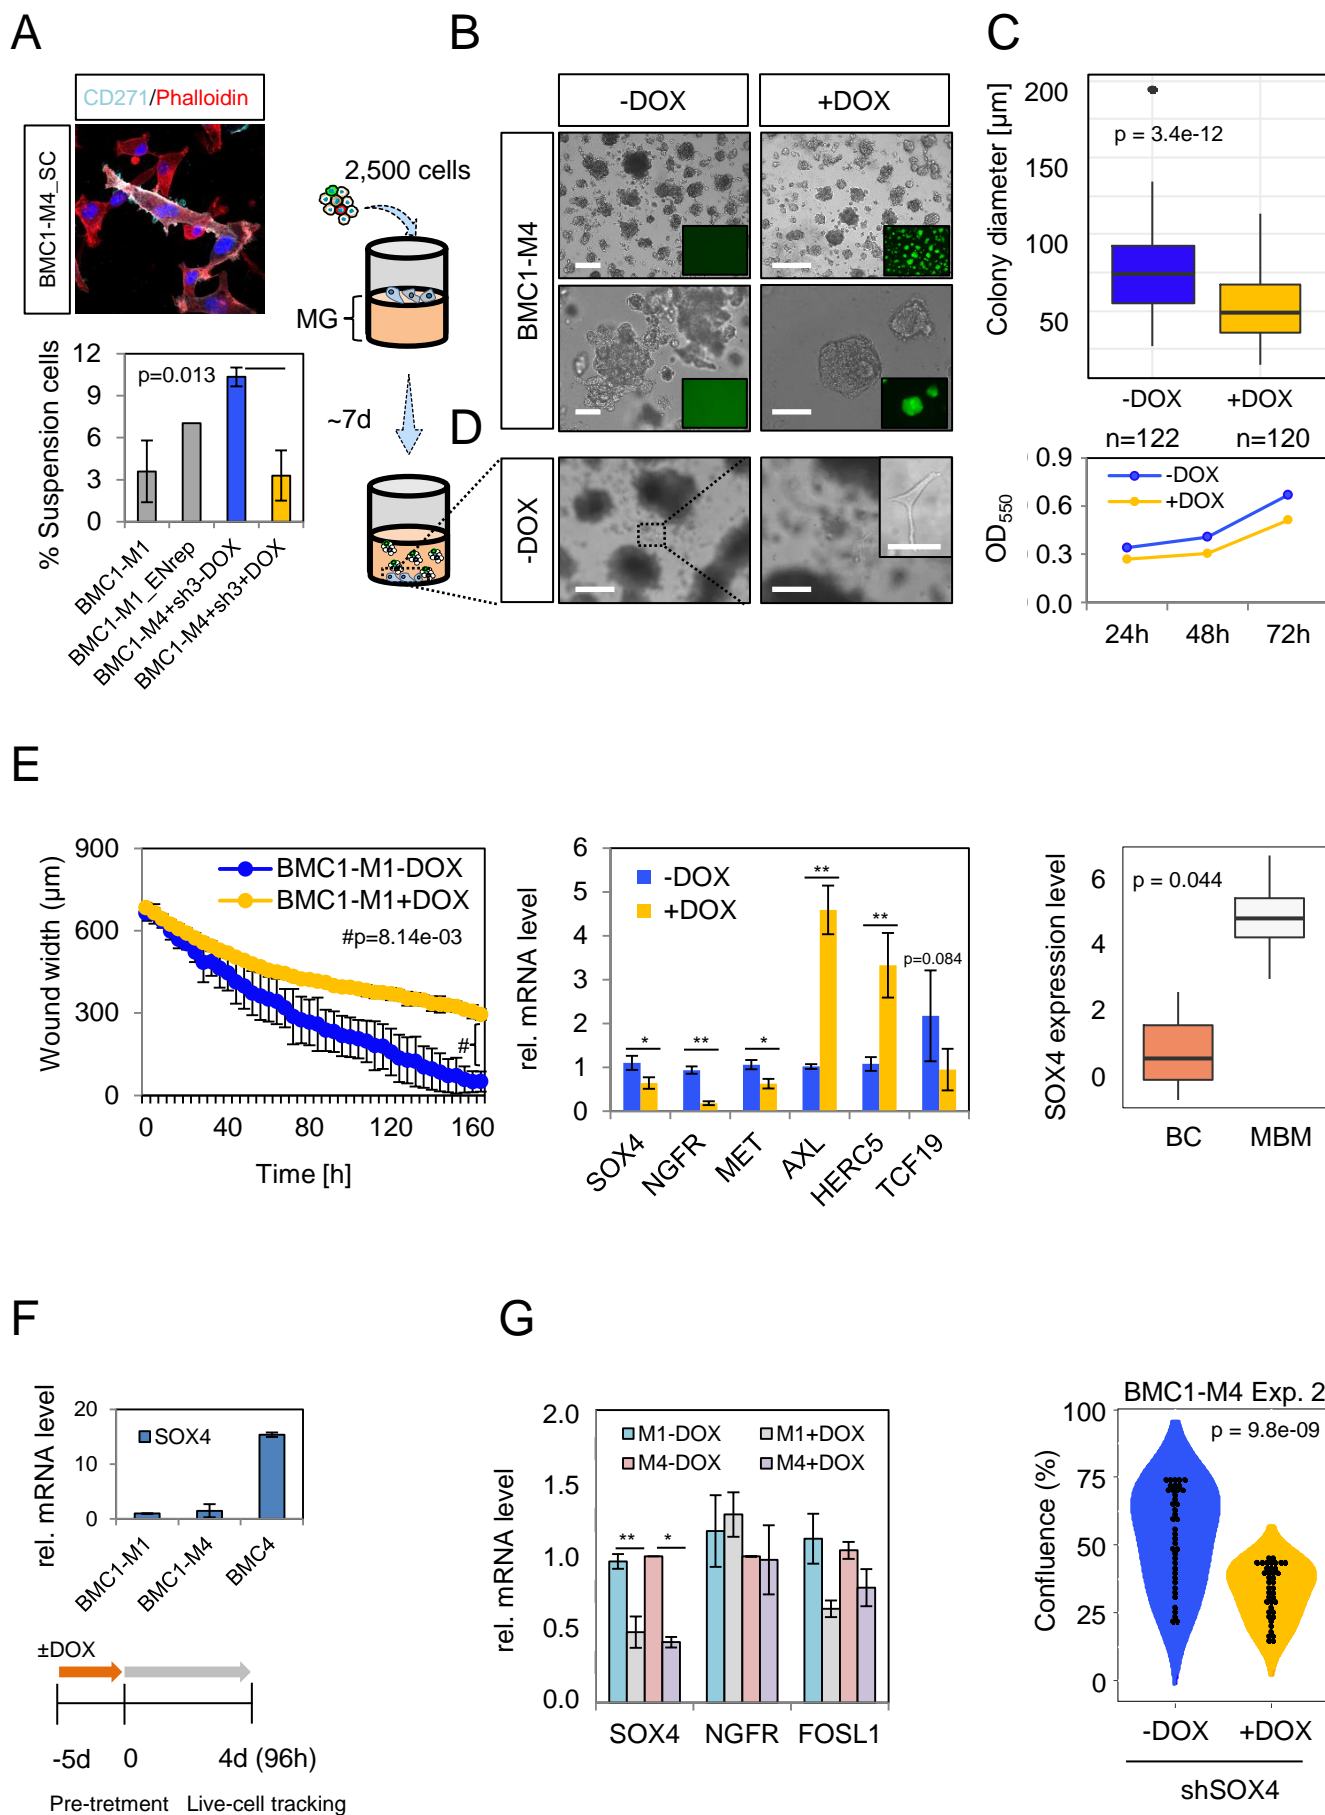 A
B
C
CD271/Phalloidin
BMC1-M4_SC
2,500 cells
MG
~7d
% Suspension cells
12
9
6
3
0
p=0.013
BMC1-M1
BMC1-M1_ENrep
BMC1-M4+sh3-DOX
BMC1-M4+sh3+DOX
-DOX
+DOX
BMC1-M4
D
-DOX
Colony diameter [µm]
200
150
100
50
p = 3.4e-12
-DOX
+DOX
n=122
n=120
OD550
0.9
0.6
0.3
0.0
-DOX
+DOX
24h
48h
72h
E
Wound width (µm)
900
600
300
0
BMC1-M1-DOX
BMC1-M1+DOX
#p=8.14e-03
#
0
40
80
120
160
Time [h]
rel. mRNA level
6
5
4
3
2
1
0
-DOX
+DOX
*
**
*
**
**
p=0.084
SOX4
NGFR
MET
AXL
HERC5
TCF19
SOX4 expression level
6
4
2
0
p = 0.044
BC
MBM
F
rel. mRNA level
20
10
0
SOX4
BMC1-M1
BMC1-M4
BMC4
±DOX
-5d
0
4d (96h)
Pre-tretment
Live-cell tracking
G
rel. mRNA level
2.0
1.5
1.0
0.5
0.0
M1-DOX
M1+DOX
M4-DOX
M4+DOX
**
*
SOX4
NGFR
FOSL1
BMC1-M4 Exp. 2
Confluence (%)
100
75
50
25
0
p = 9.8e-09
-DOX
+DOX
shSOX4